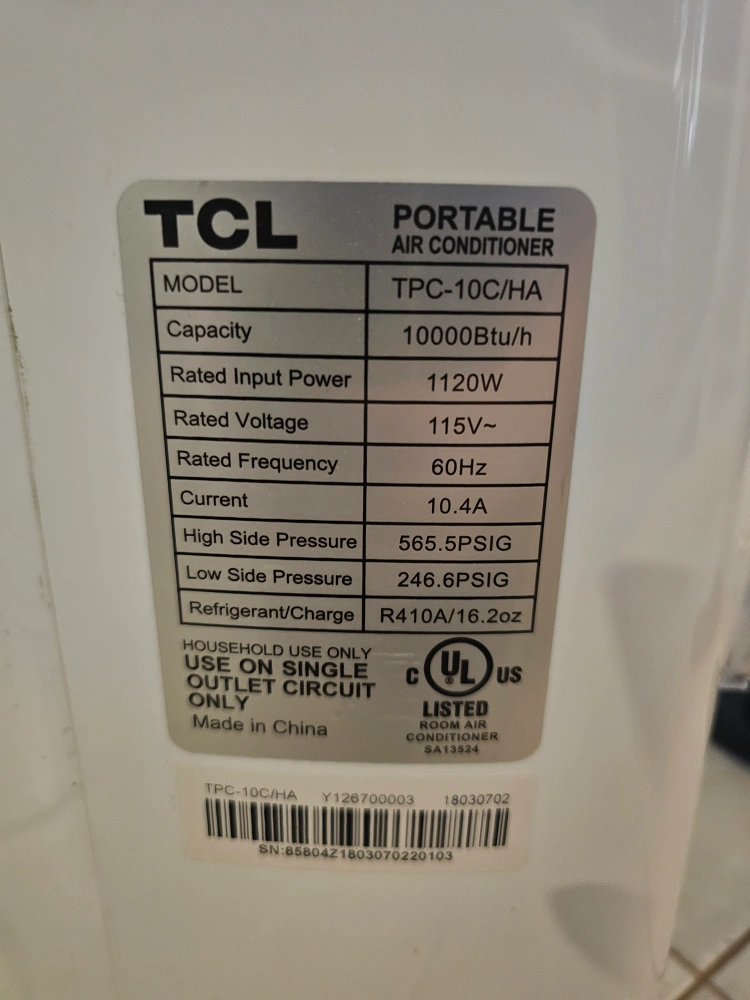 TCL PORTABLE
AIR CONDITIONER
MODEL TPC-10C/HA
Capacity 10000Btu/h
Rated Input Power 1120W
Rated Voltage 115V~
Rated Frequency 60Hz
Current 10.4A
High Side Pressure 565.5PSIG
Low Side Pressure 246.6PSIG
Refrigerant/Charge R410A/16.2oz
HOUSEHOLD USE ONLY
USE ON SINGLE
OUTLET CIRCUIT
ONLY
Made in China
C UL ® US
LISTED
ROOM AIR
CONDITIONER
SA13524
TPC-10C/HA Y126700003 18030702
SN:85804Z1803070220103